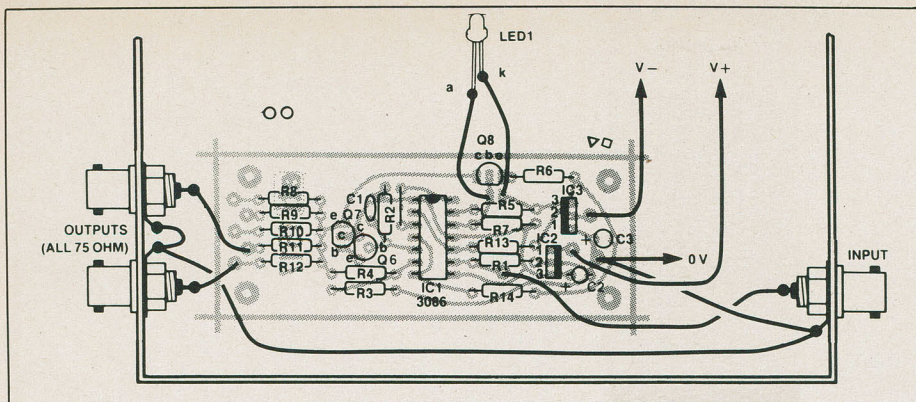 LED1
a
k
V-
V+
Q8
c b e
R6
IC3
3
2
1
R8
R9
R10
R11
R12
C1
R2
e
Q7
c
b
c
b
e
Q6
R4
R3
IC1
3086
R5
R7
R13
R1
R14
IC2
1
2
3
+
C3
+
C2
0V
OUTPUTS
(ALL 75 OHM)
INPUT